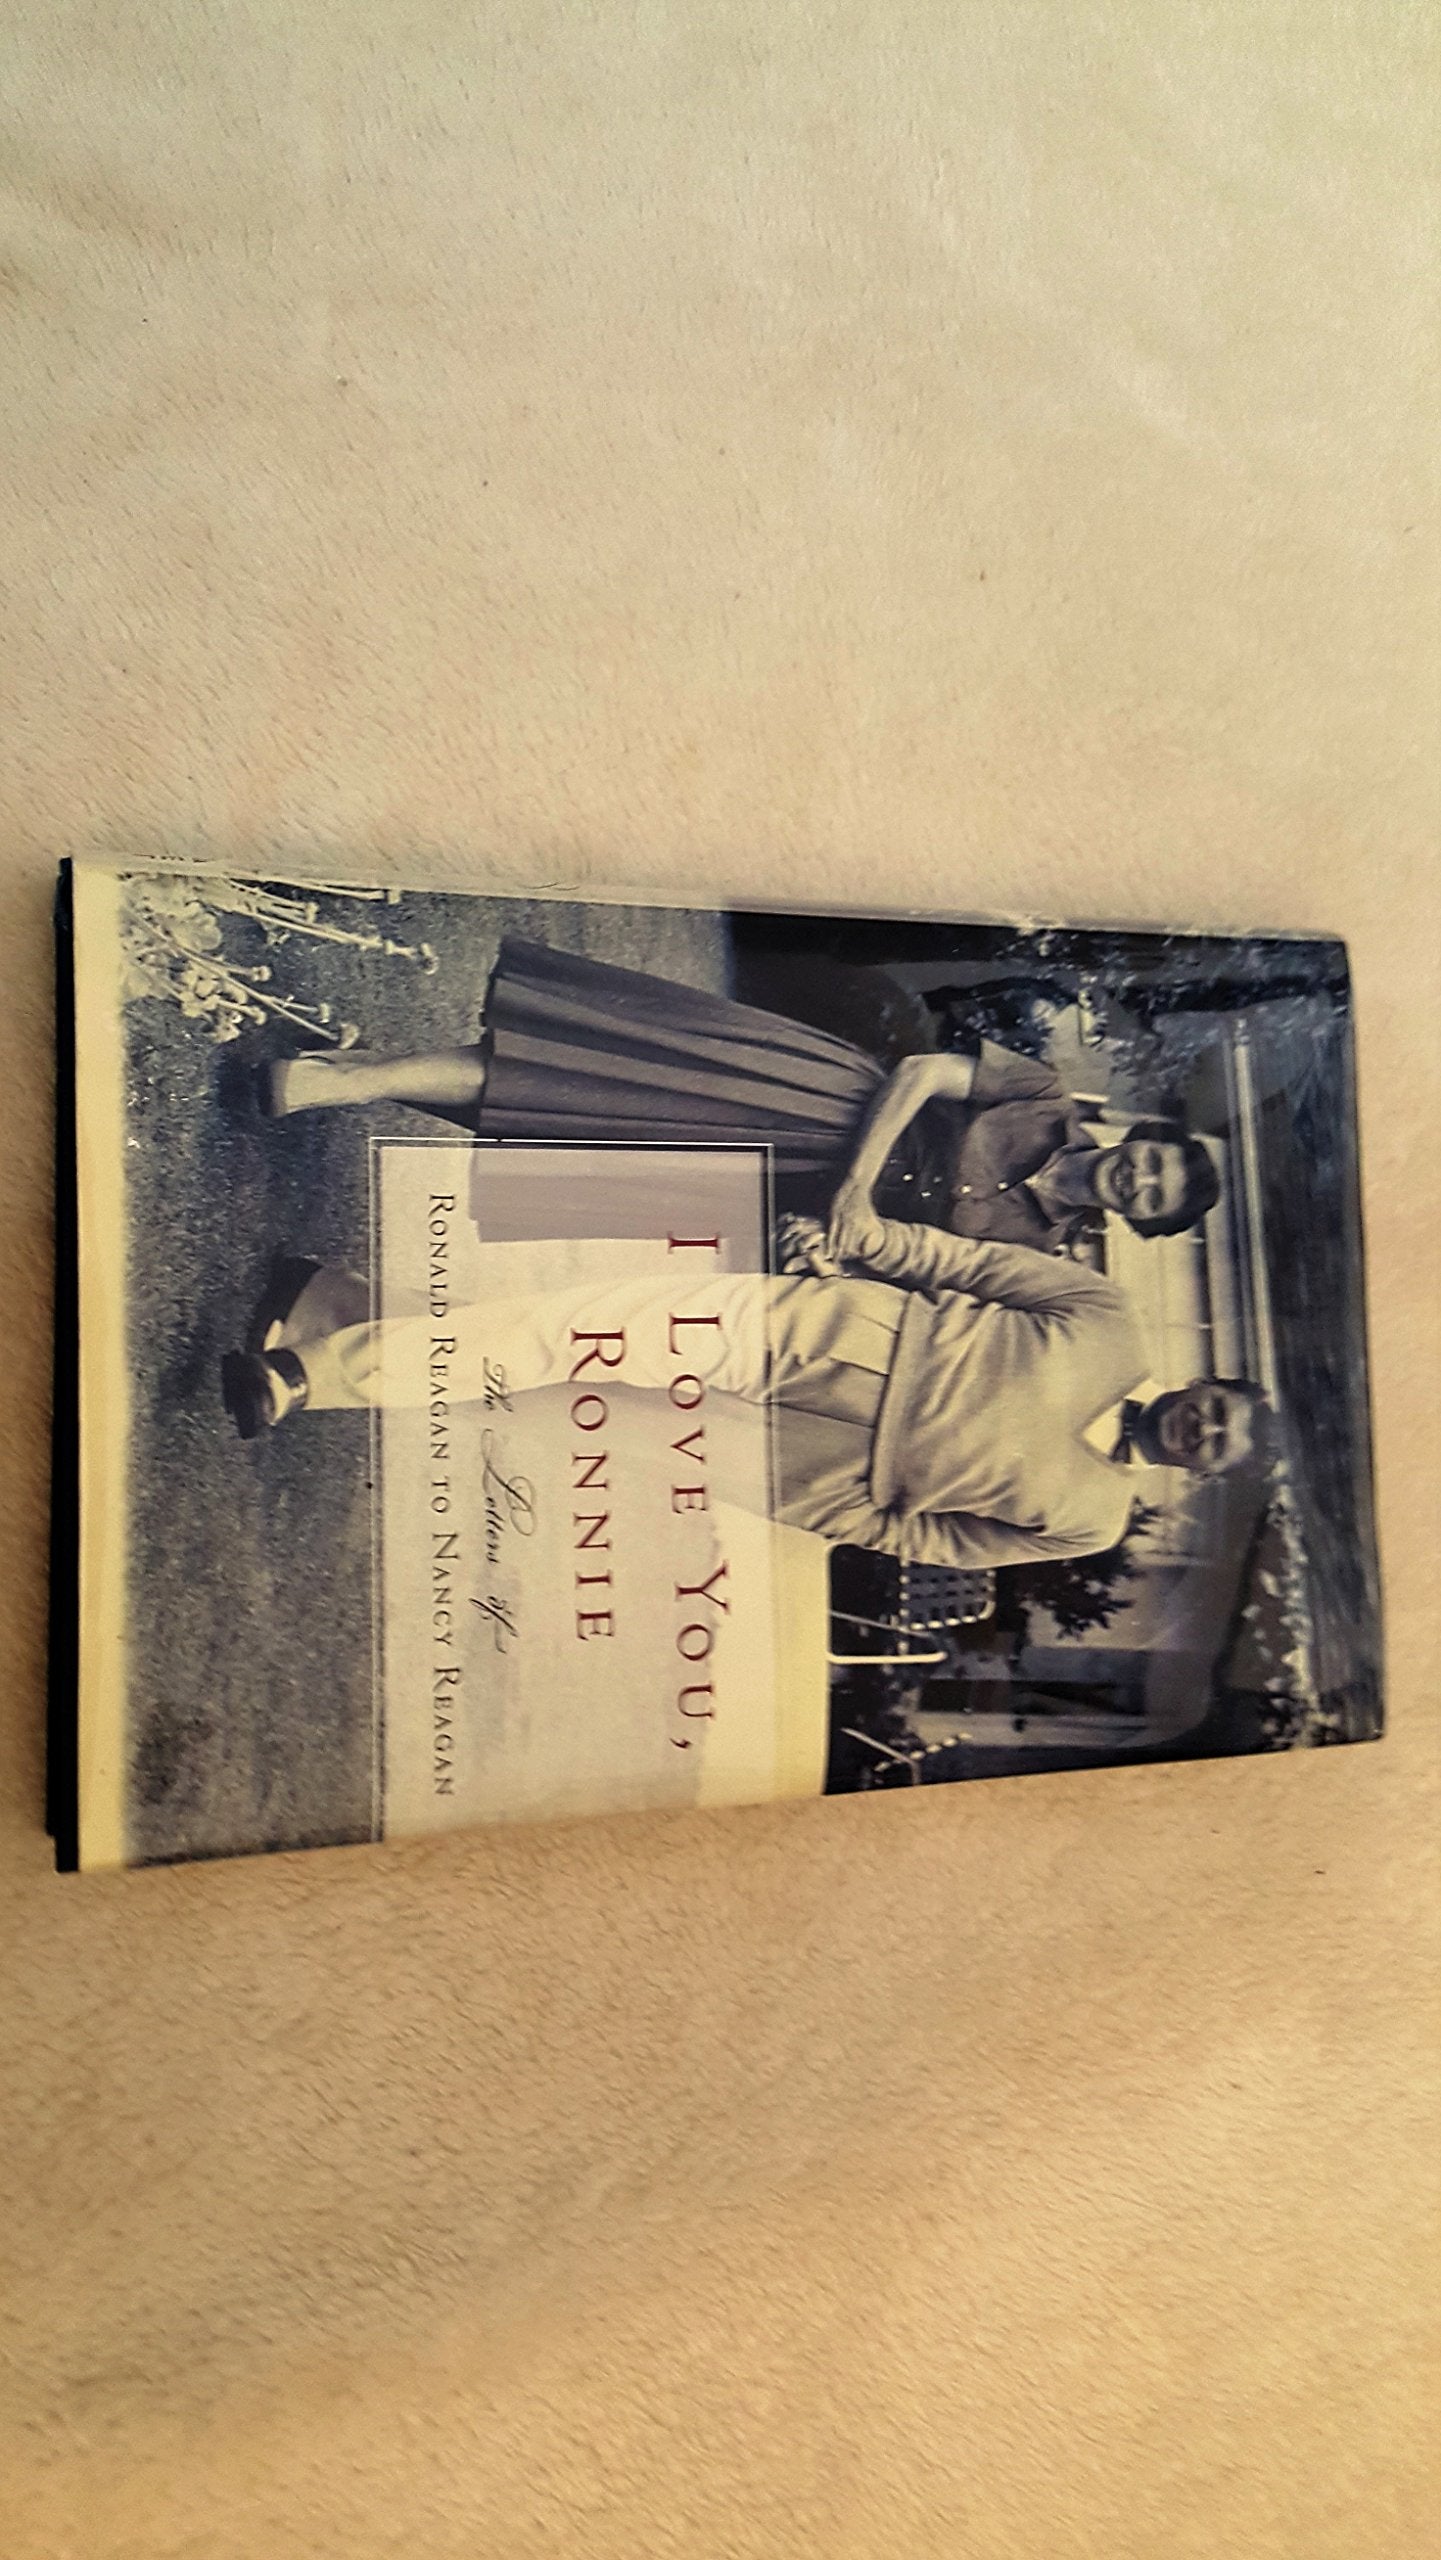 I LOVE YOU,
RONNIE
The Letters of
RONALD REAGAN TO NANCY REAGAN